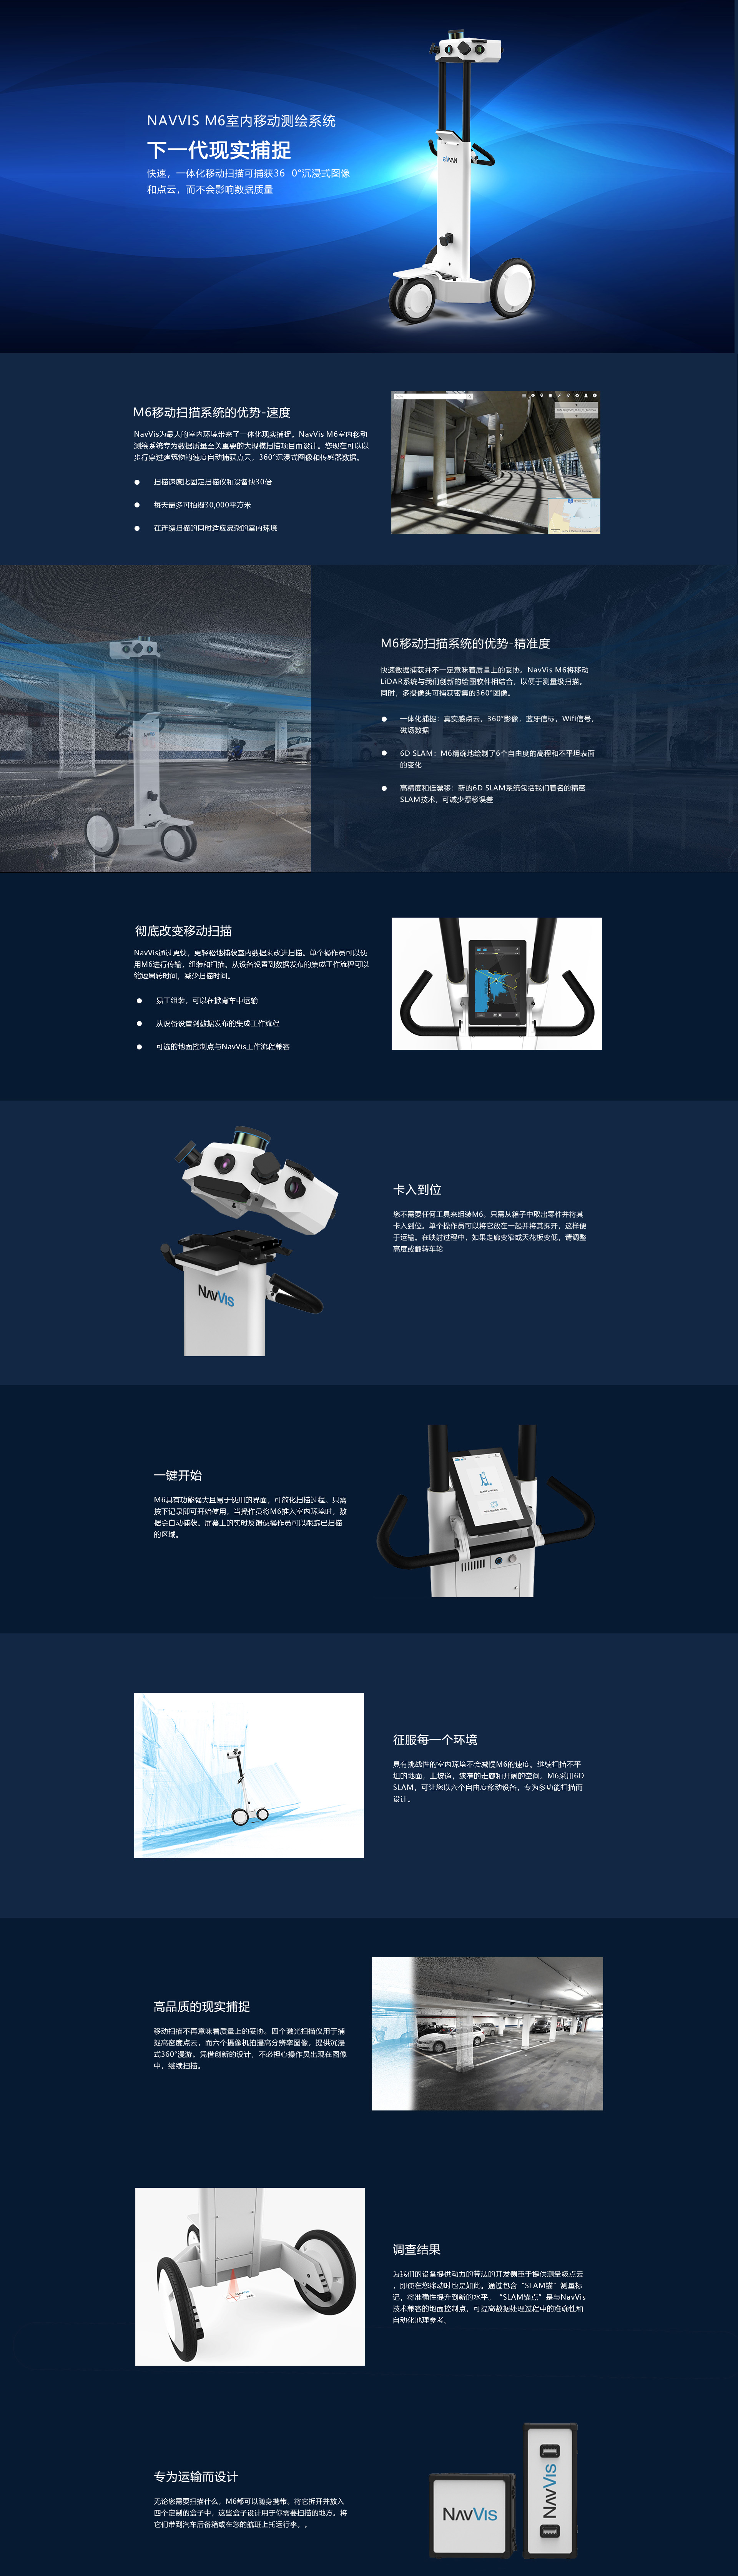 NAVVIS M6室内移动测绘系统
下一代现实捕捉
快速，一体化移动扫描可捕获36 0°沉浸式图像
和点云，而不会影响数据质量
M6移动扫描系统的优势-速度
NavVis为最大的室内环境带来了一体化现实捕捉。NavVis M6室内移动
测绘系统专为数据质量至关重要的大规模扫描项目而设计。您现在可以以
步行穿过建筑物的速度自动捕获点云，360°沉浸式图像和传感器数据。
扫描速度比固定扫描仪和设备快30倍
每天最多可拍摄30,000平方米
在连续扫描的同时适应复杂的室内环境
M6移动扫描系统的优势-精准度
快速数据捕获并不一定意味着质量上的妥协。NavVis M6将移动
LiDAR系统与我们创新的绘图软件相结合，以便于测量级扫描。
同时，多摄像头可捕获密集的360°图像。
一体化捕捉：真实感点云，360°影像，蓝牙信标，Wifi信号，
磁场数据
6D SLAM：M6精确地绘制了6个自由度的高程和不平坦表面
的变化
高精度和低漂移：新的6D SLAM系统包括我们着名的精密
SLAM技术，可减少漂移误差
彻底改变移动扫描
NavVis通过更快，更轻松地捕获室内数据来改进扫描。单个操作员可以使
用M6进行传输，组装和扫描。从设备设置到数据发布的集成工作流程可以
缩短周转时间，减少扫描时间。
易于组装，可以在掀背车中运输
从设备设置到数据发布的集成工作流程
可选的地面控制点与NavVis工作流程兼容
NAVVIS
卡入到位
您不需要任何工具来组装M6。只需从箱子中取出零件并将其
卡入到位。单个操作员可以将它放在一起并将其拆开，这样便
于运输。在映射过程中，如果走廊变窄或天花板变低，请调整
高度或翻转车轮
一键开始
M6具有功能强大且易于使用的界面，可简化扫描过程。只需
按下记录即可开始使用，当操作员将M6推入室内环境时，数
据会自动捕获。屏幕上的实时反馈使操作员可以跟踪已扫描
的区域。
征服每一个环境
具有挑战性的室内环境不会减慢M6的速度。继续扫描不平
坦的地面，上坡道，狭窄的走廊和开阔的空间。M6采用6D
SLAM，可让您以六个自由度移动设备，专为多功能扫描而
设计。
高品质的现实捕捉
移动扫描不再意味着质量上的妥协。四个激光扫描仪用于捕
捉高密度点云，而六个摄像机拍摄高分辨率图像，提供沉浸
式360°漫游。凭借创新的设计，不必担心操作员出现在图像
中，继续扫描。
调查结果
为我们的设备提供动力的算法的开发侧重于提供测量级点云
，即使在您移动时也是如此。通过包含“SLAM锚”测量标
记，将准确性提升到新的水平。“SLAM锚点”是与NavVis
技术兼容的地面控制点，可提高数据处理过程中的准确性和
自动化地理参考。
专为运输而设计
无论您需要扫描什么，M6都可以随身携带。将它拆开并放入
四个定制的盒子中，这些盒子设计用于你需要扫描的地方。将
它们带到汽车后备箱或在您的航班上托运行李。。
NAVVIS
NAVVIS